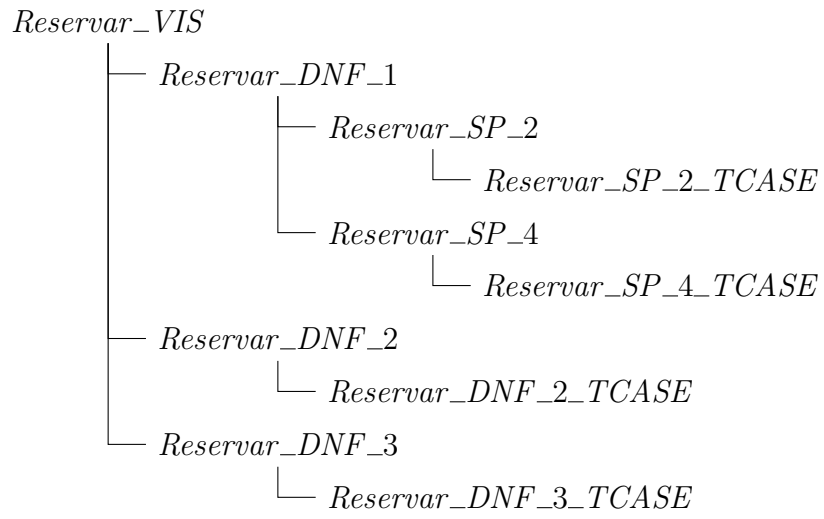 Reservar_VIS
Reservar_DNF_1
Reservar_SP_2
Reservar_SP_2_TCASE
Reservar_SP_4
Reservar_SP_4_TCASE
Reservar_DNF_2
Reservar_DNF_2_TCASE
Reservar_DNF_3
Reservar_DNF_3_TCASE